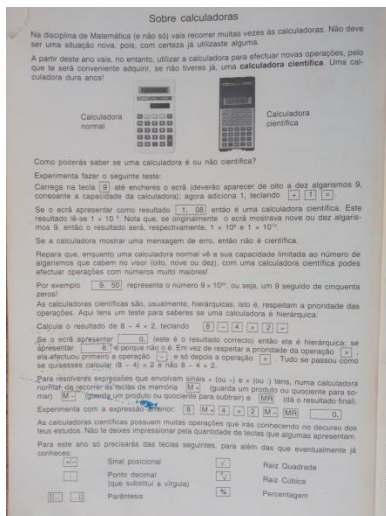 Sobre calculadoras
Na disciplina de Matemática (e não só) vais recorrer muitas vezes às calculadoras. Não deve
ser uma situação nova, pois, com certeza já utilizaste alguma.
A partir deste ano vais, no entanto, utilizar a calculadora para efectuar novas operações, pelo
que te será conveniente adquirir, se não tiveres já, uma calculadora científica. Uma cal-
culadora dura anos!
Calculadora
normal
Calculadora
científica
Como poderás saber se uma calculadora é ou não científica?
Experimenta fazer o seguinte teste:
Carrega na tecla 9 até encheres o ecrã (deverão aparecer de oito a dez algarismos 9,
consoante a capacidade da calculadora); agora adiciona 1, teclando + 1 =
Se o ecrã apresentar como resultado 1. 08 então é uma calculadora científica. Este
resultado lê-se 1 × 10⁸. Nota que, se originalmente o ecrã mostrava nove ou dez algaris-
mos 9, então o resultado será, respectivamente, 1 × 10⁹ e 1 × 10¹⁰.
Se a calculadora mostrar uma mensagem de erro, então não é científica.
Repara que, enquanto uma calculadora normal vê a sua capacidade limitada ao número de
algarismos que cabem no visor (oito, nove ou dez), com uma calculadora científica podes
efectuar operações com números muito maiores!
Por exemplo 9. 50 representa o número 9 × 10⁵⁰, ou seja, um 9 seguido de cinquenta
zeros!
As calculadoras científicas são, usualmente, hierárquicas, isto é, respeitam a prioridade das
operações. Aqui tens um teste para saberes se uma calculadora é hierárquica:
Calcula o resultado de 8 – 4 × 2, teclando 8 – 4 × 2 =
Se o ecrã apresentar 0. (este é o resultado correcto) então ela é hierárquica: se
apresentar 8. é porque não o é. Em vez de respeitar a prioridade da operação × ,
ela efectuou primeiro a operação – , e só depois a operação × . Tudo se passou como
se quisesses calcular (8 – 4) × 2 e não 8 – 4 × 2.
Para resolveres expressões que envolvam sinais + (ou –) e × (ou :) tens, numa calculadora
normal, de recorrer às teclas de memória M+ (guarda um produto ou quociente para so-
mar) M– (guarda um produto ou quociente para subtrair) e MR (dá o resultado final).
Experimenta com a expressão anterior: 8 M+ 4 × 2 M– MR 0.
As calculadoras científicas possuem muitas operações que irás conhecendo no decurso dos
teus estudos. Não te deixes impressionar pela quantidade de teclas que algumas apresentam.
Para este ano só precisarás das teclas seguintes, para além das que eventualmente já
conheces:
+/– Sinal posicional
√ Raiz Quadrada
. Ponto decimal
(que substitui a vírgula)
∛ Raiz Cúbica
Parêntesis
% Percentagem